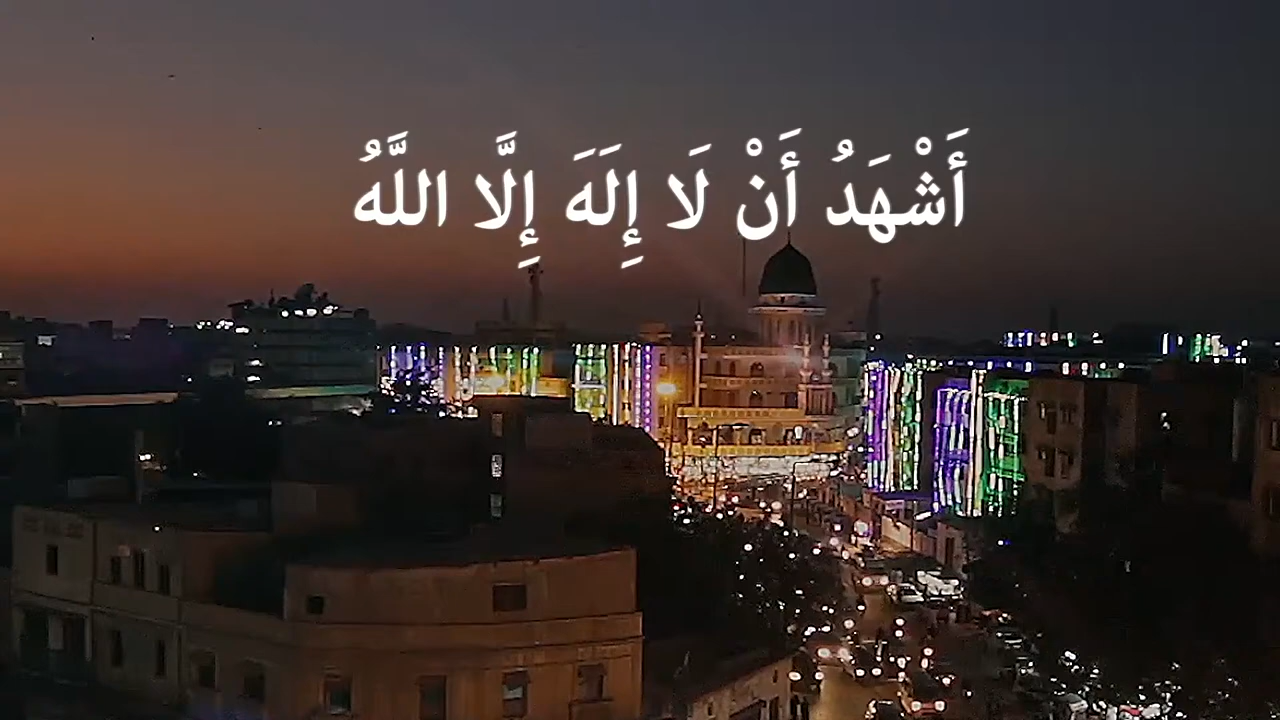 أَشْهَدُ أَنْ لَا إِلَهَ إِلَّا اللَّهُ